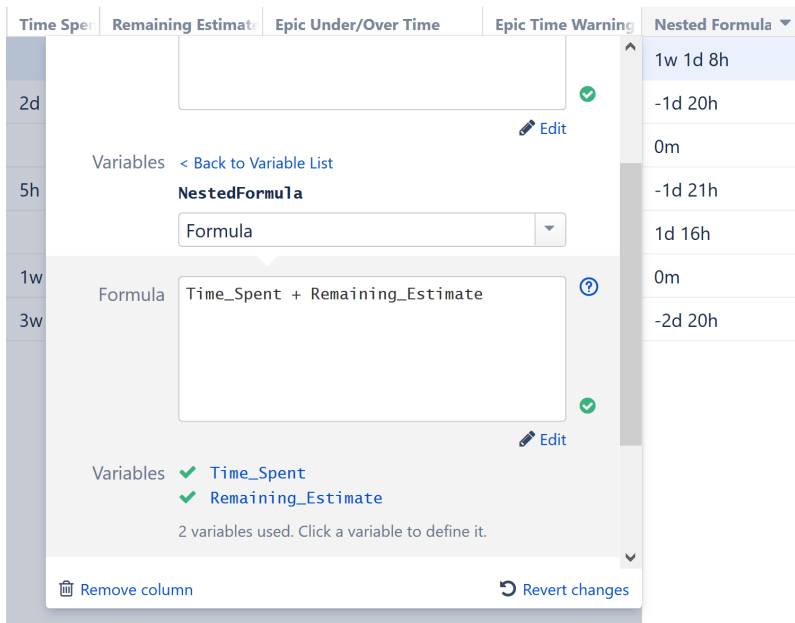 Time Spen Remaining Estimate Epic Under/Over Time Epic Time Warning Nested Formula
1w 1d 8h
2d -1d 20h
Edit
0m
Variables < Back to Variable List
5h NestedFormula -1d 21h
Formula 1d 16h
1w 0m
Formula Time_Spent + Remaining_Estimate ?
3w -2d 20h
Edit
Variables Time_Spent
Remaining_Estimate
2 variables used. Click a variable to define it.
Remove column Revert changes